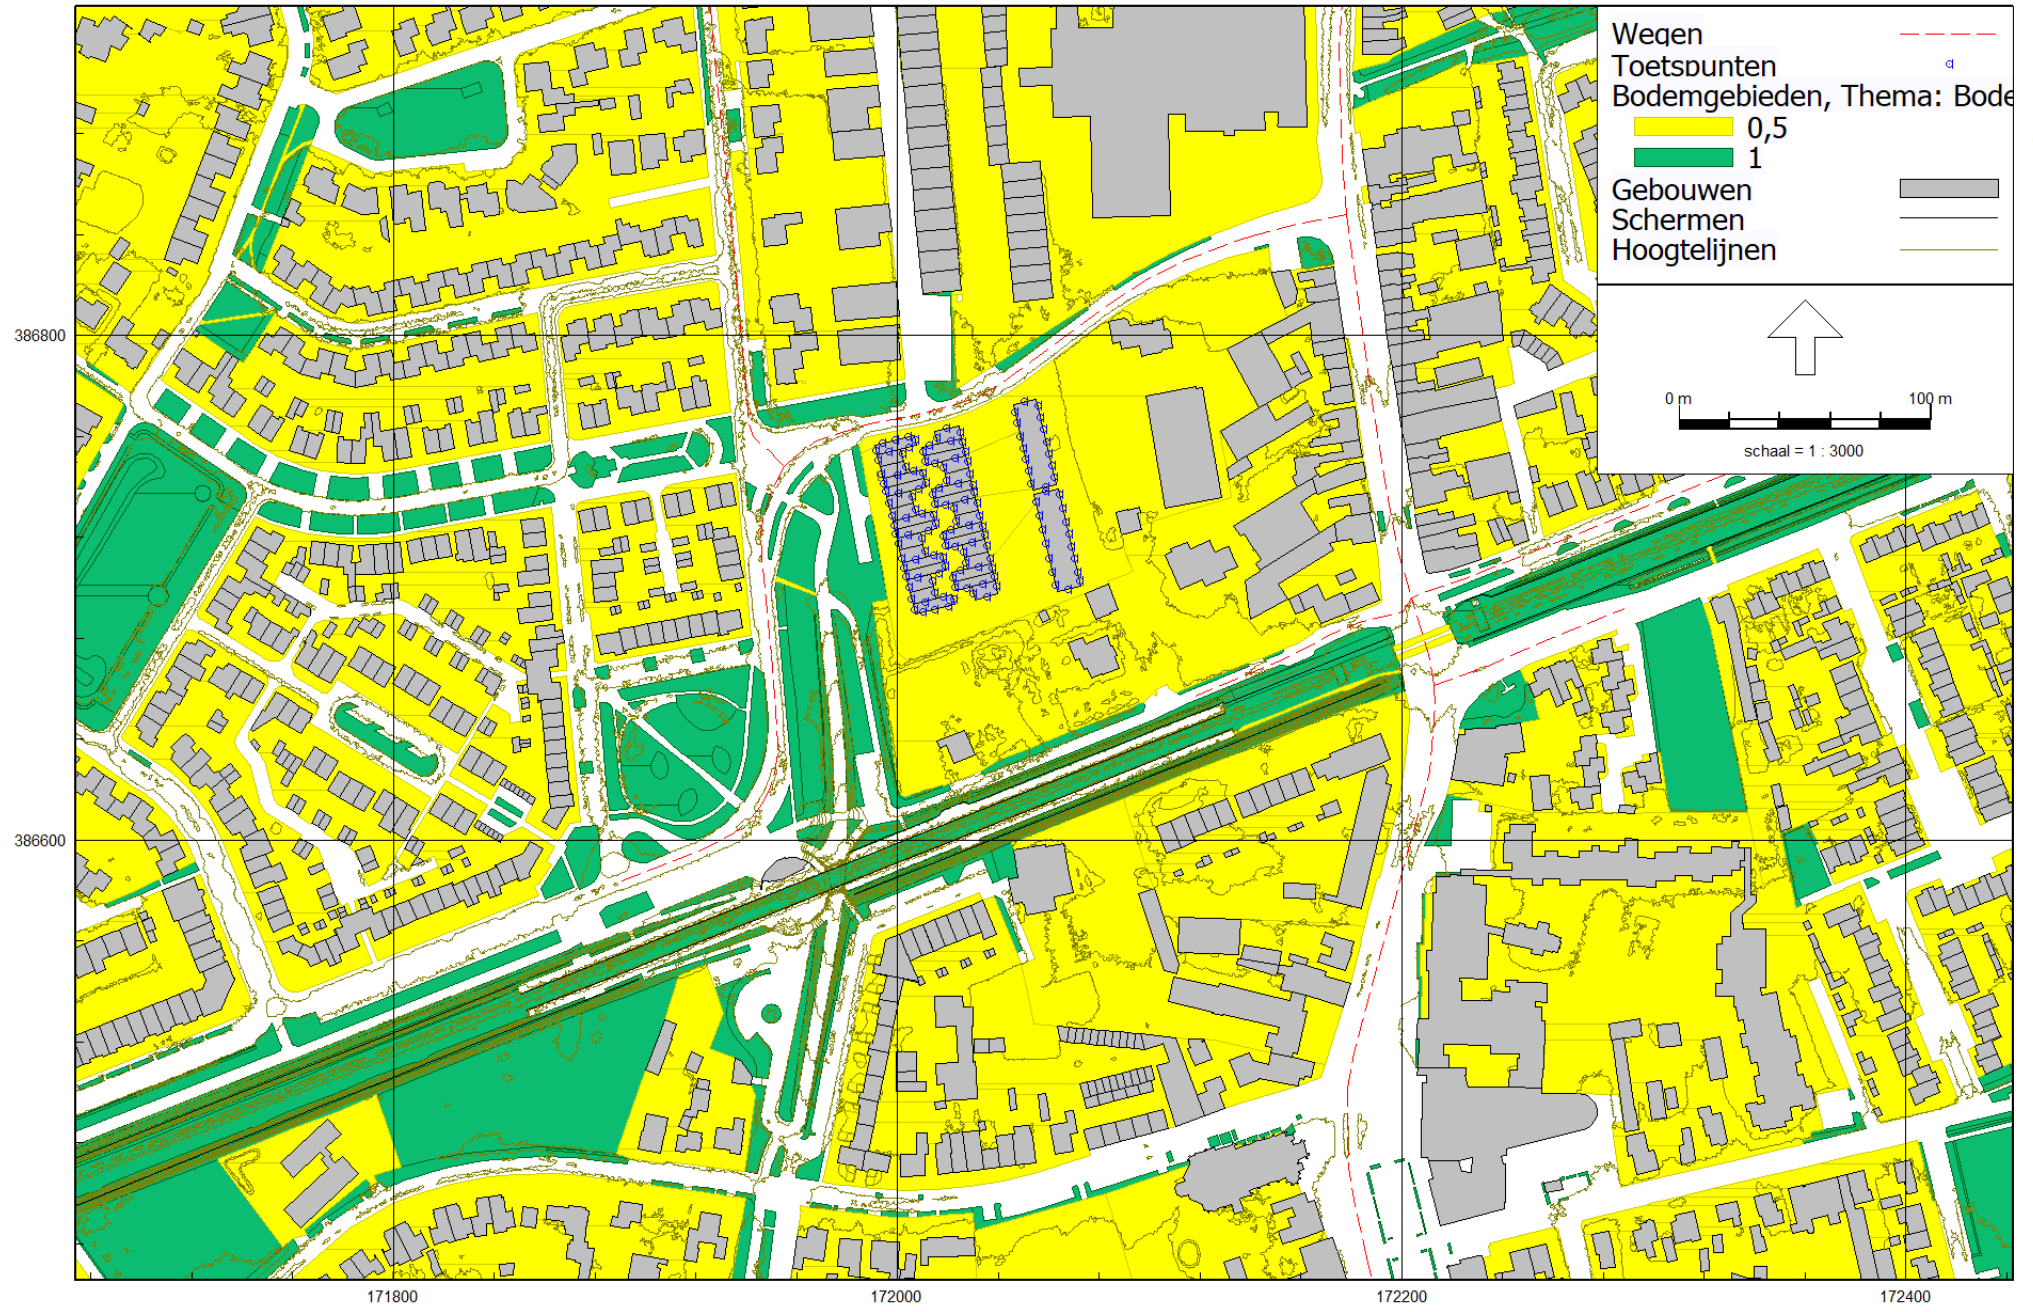 Wegen
Toetspunten
Bodemgebieden, Thema: Bode
0,5
1
Gebouwen
Schermen
Hoogtelijnen
0 m 100 m
schaal = 1 : 3000
386800
386600
171800 172000 172200 172400